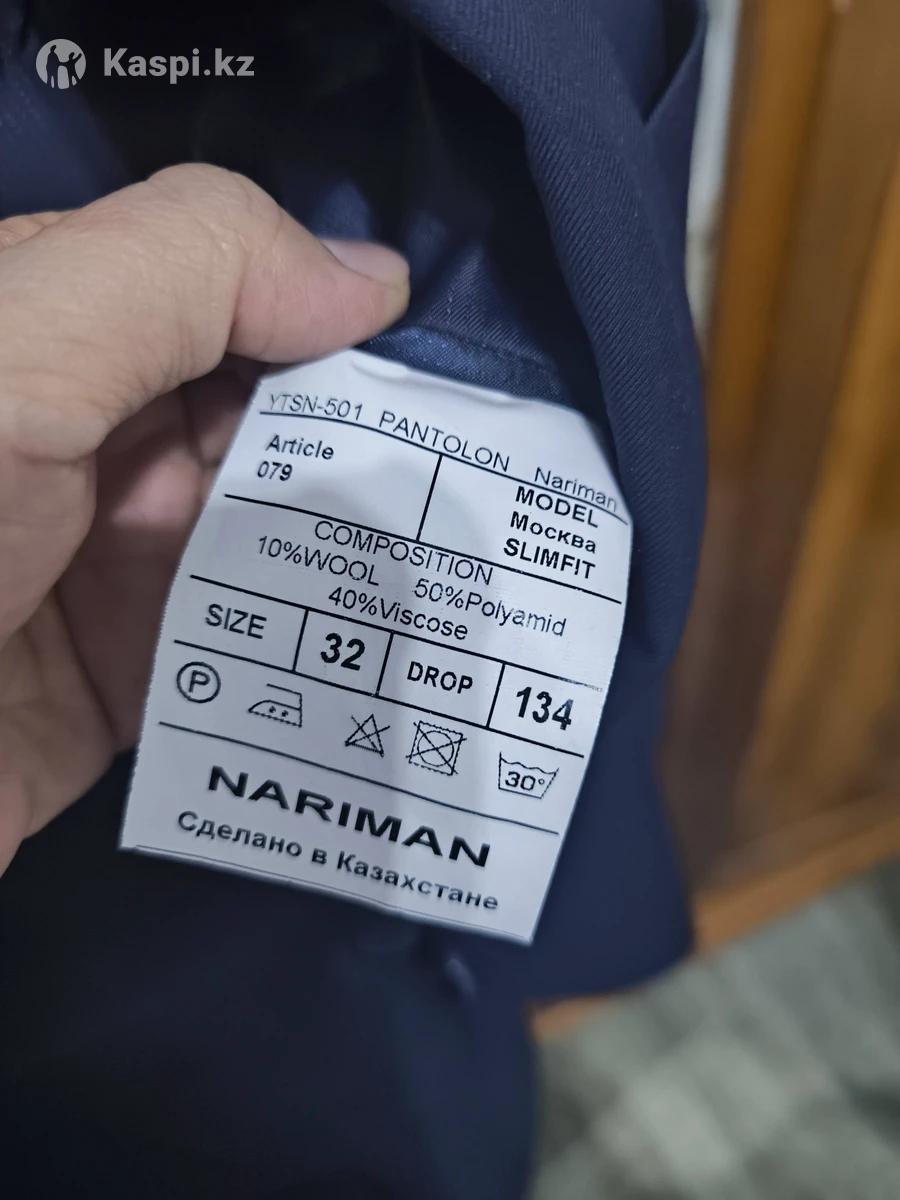 Kaspi.kz
YTSN-501 PANTOLON Nariman
Article
079
MODEL
Москва
SLIMFIT
COMPOSITION
10%WOOL 50%Polyamid
40%Viscose
SIZE 32 DROP 134
P 30°
NARIMAN
Сделано в Казахстане